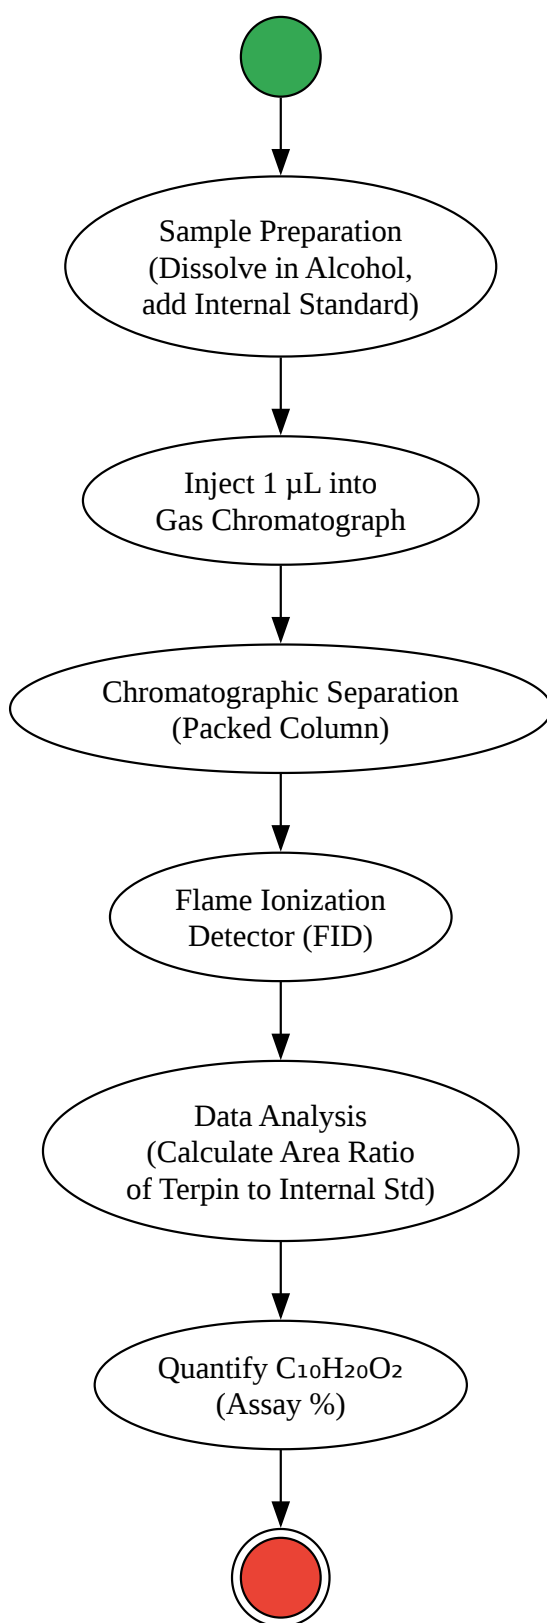 Sample Preparation
(Dissolve in Alcohol,
add Internal Standard)
Inject 1 µL into
Gas Chromatograph
Chromatographic Separation
(Packed Column)
Flame Ionization
Detector (FID)
Data Analysis
(Calculate Area Ratio
of Terpin to Internal Std)
Quantify C₁₀H₂₀O₂
(Assay %)